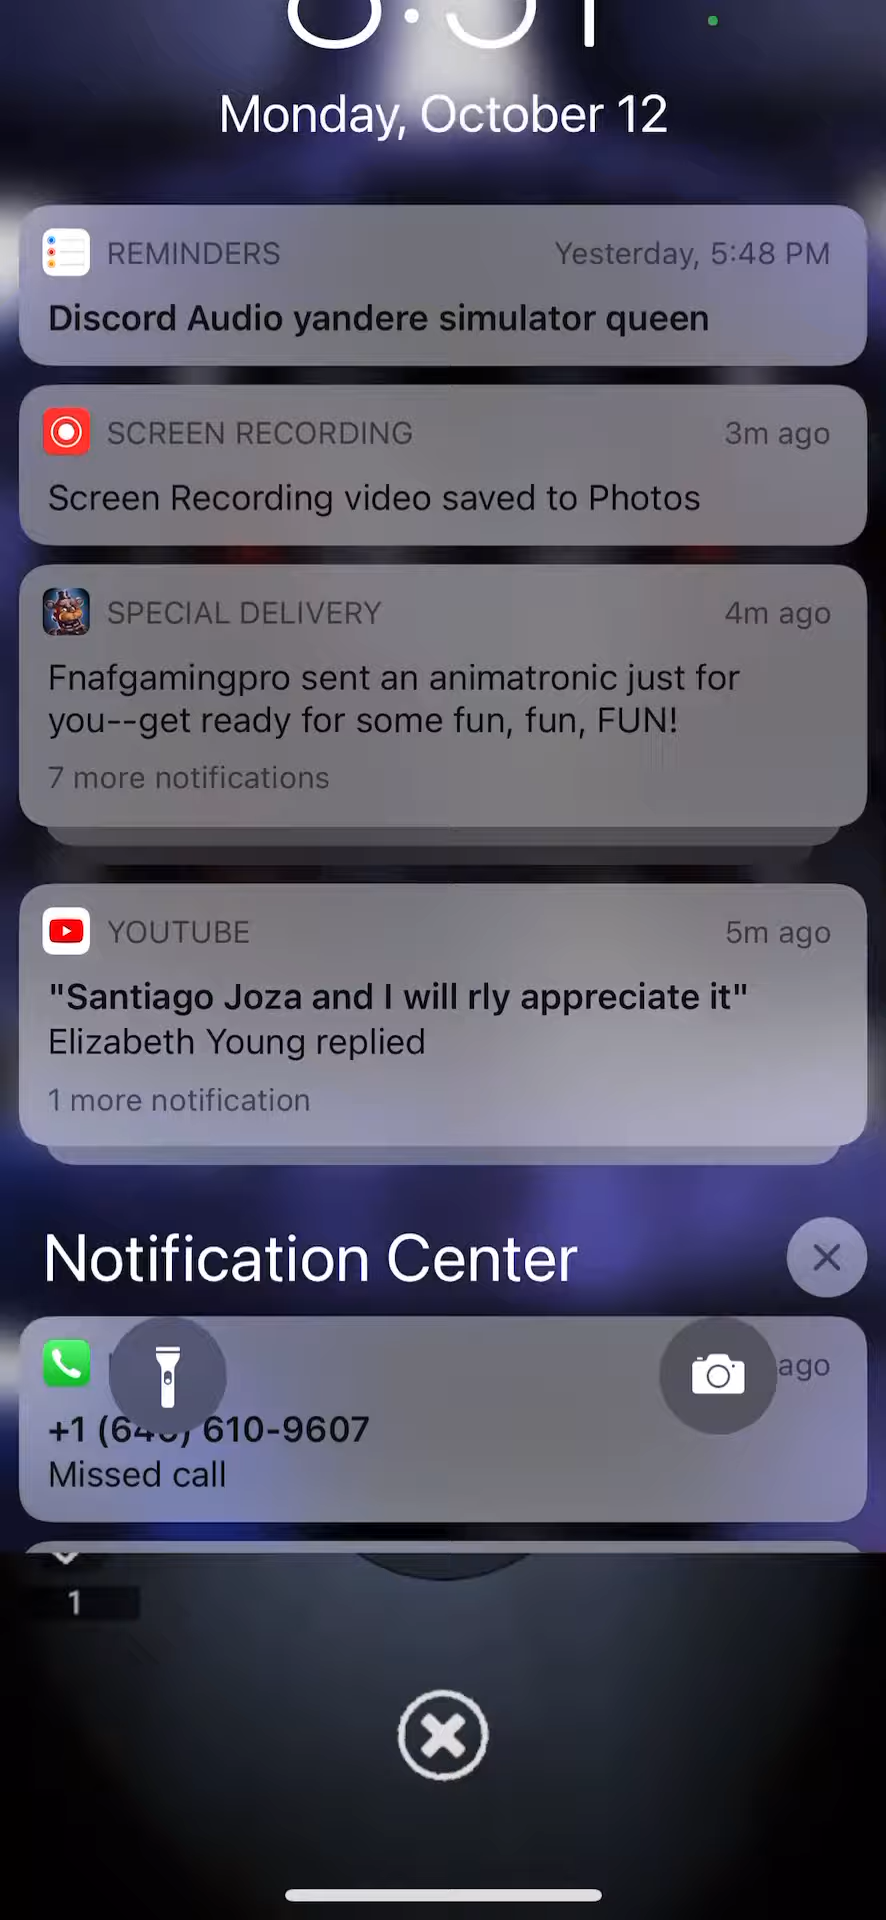 Monday, October 12
REMINDERS
Yesterday, 5:48 PM
Discord Audio yandere simulator queen
SCREEN RECORDING
3m ago
Screen Recording video saved to Photos
SPECIAL DELIVERY
4m ago
Fnafgamingpro sent an animatronic just for
you--get ready for some fun, fun, FUN!
7 more notifications
YOUTUBE
5m ago
"Santiago Joza and I will rly appreciate it"
Elizabeth Young replied
1 more notification
Notification Center
ago
610-9607
Missed call
1